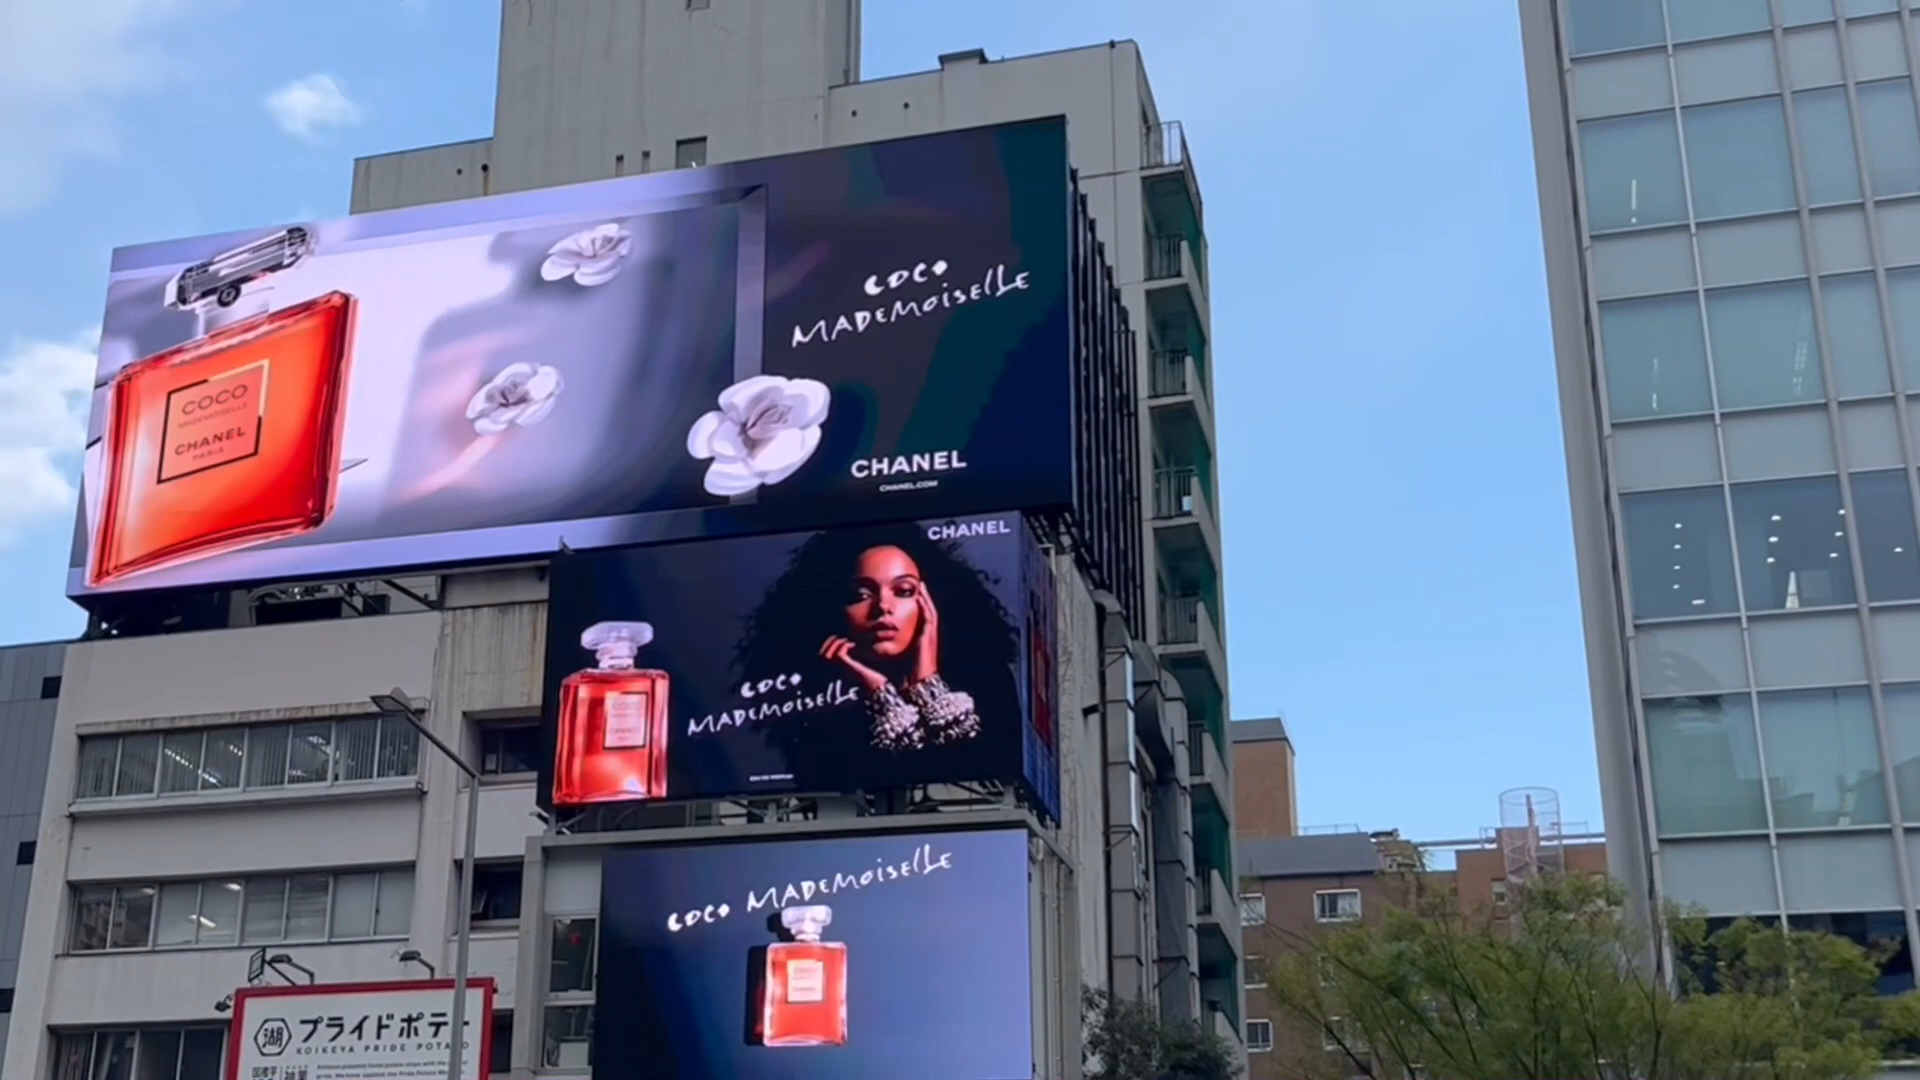 COCO
MADEMOISELLE
CHANEL
PARIS
COCO
MADEMOISELLE
CHANEL
CHANEL.COM
CHANEL
COCO
MADEMOISELLE
COCO MADEMOISELLE
湖 プライドポテ
KOIKEYA PRIDE POTA